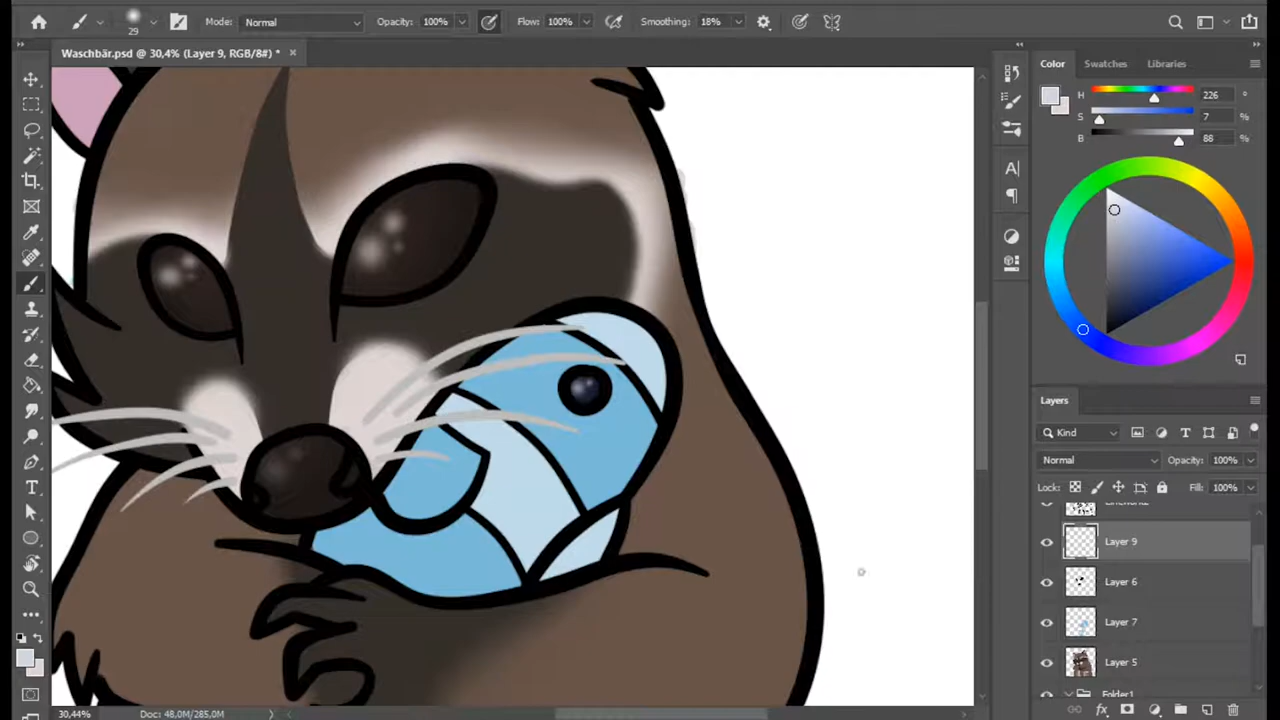 29
Mode: Normal
Opacity: 100%
Flow: 100%
Smoothing: 18%
Waschbär.psd @ 30,4% (Layer 9, RGB/8#) *
Color
Swatches
Libraries
H 226 °
S 7 %
B 88 %
Layers
Kind
Normal
Opacity: 100%
Lock:
Fill: 100%
Layer 9
Layer 6
Layer 7
Layer 5
Folder1
30,44%
Doc: 48,0M/285,0M